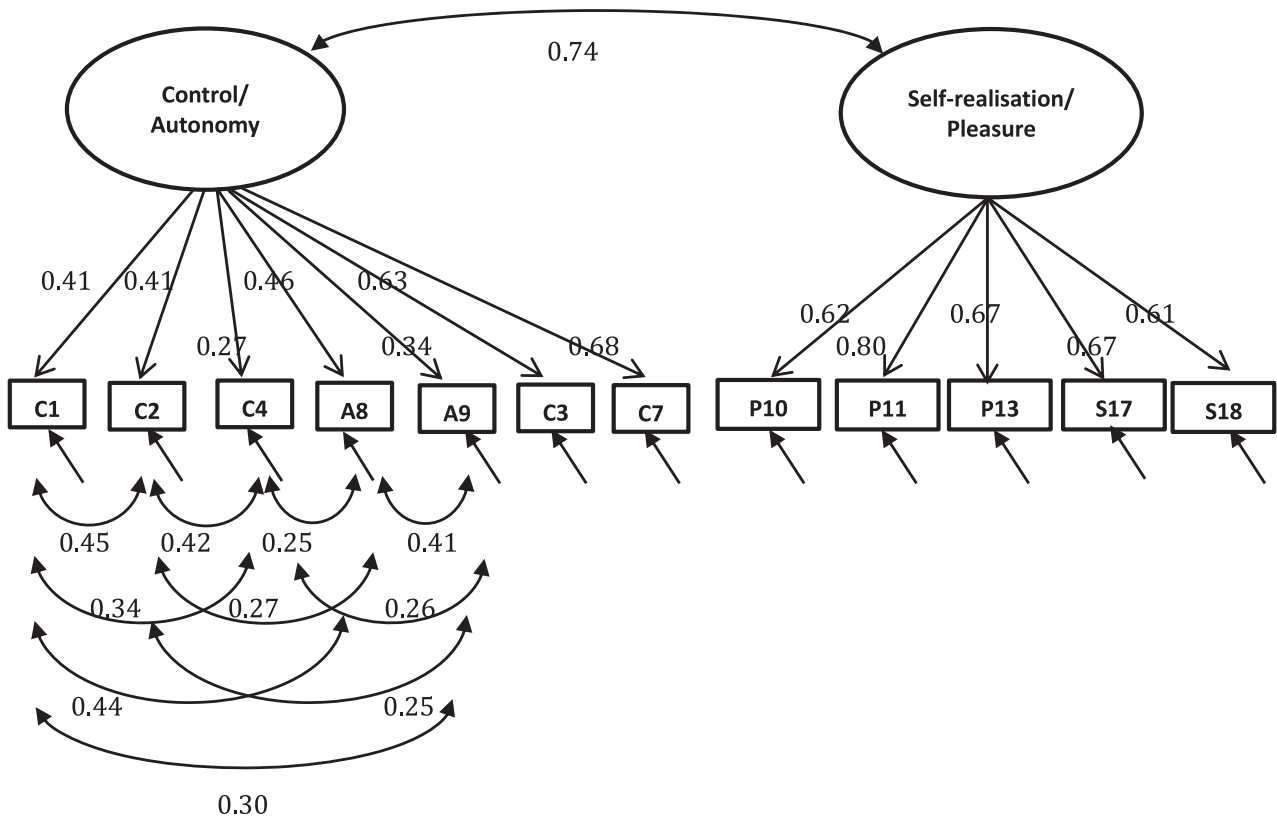 0.74
Control/
Autonomy
Self-realisation/
Pleasure
0.41 0.41 0.46 0.63
0.27 0.34 0.68
0.62 0.67 0.61
0.80 0.67
C1 C2 C4 A8 A9 C3 C7 P10 P11 P13 S17 S18
0.45 0.42 0.25 0.41
0.34 0.27 0.26
0.44 0.25
0.30